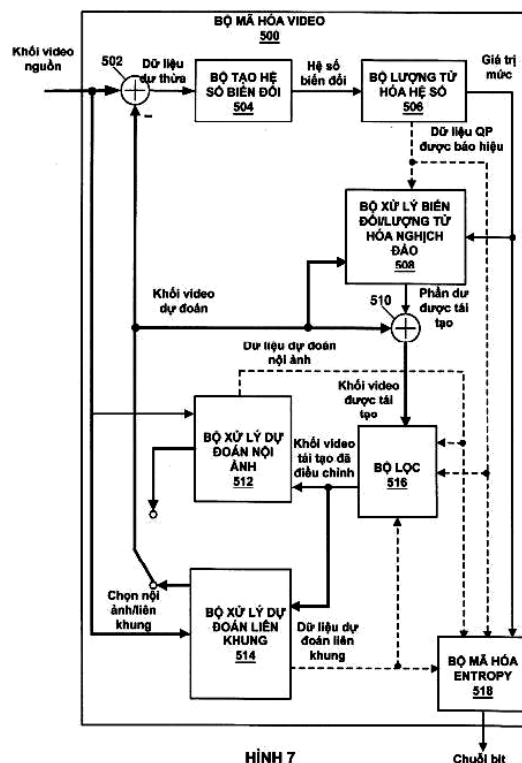 BỘ MÃ HÓA VIDEO
500
Khối video
nguồn
502
Dữ liệu
dư thừa
BỘ TẠO HỆ
SỐ BIẾN ĐỔI
504
Hệ số
biến đổi
BỘ LƯỢNG TỬ
HÓA HỆ SỐ
506
Giá trị
mức
Dữ liệu QP
được báo hiệu
BỘ XỬ LÝ BIẾN
ĐỔI/LƯỢNG TỬ
HÓA NGHỊCH
ĐẢO
508
Khối video
dự đoán
510
Phần dư
được tái
tạo
Dữ liệu dự đoán
nội ảnh
Khối video
được tái
tạo
BỘ XỬ LÝ DỰ
ĐOÁN NỘI
ẢNH
512
Khối video
tái tạo đã
điều chỉnh
BỘ LỌC
516
Chọn nội
ảnh/liên
khung
BỘ XỬ LÝ DỰ
ĐOÁN LIÊN
KHUNG
514
Dữ liệu dự
đoán liên
khung
BỘ MÃ HÓA
ENTROPY
518
HÌNH 7
Chuỗi bit